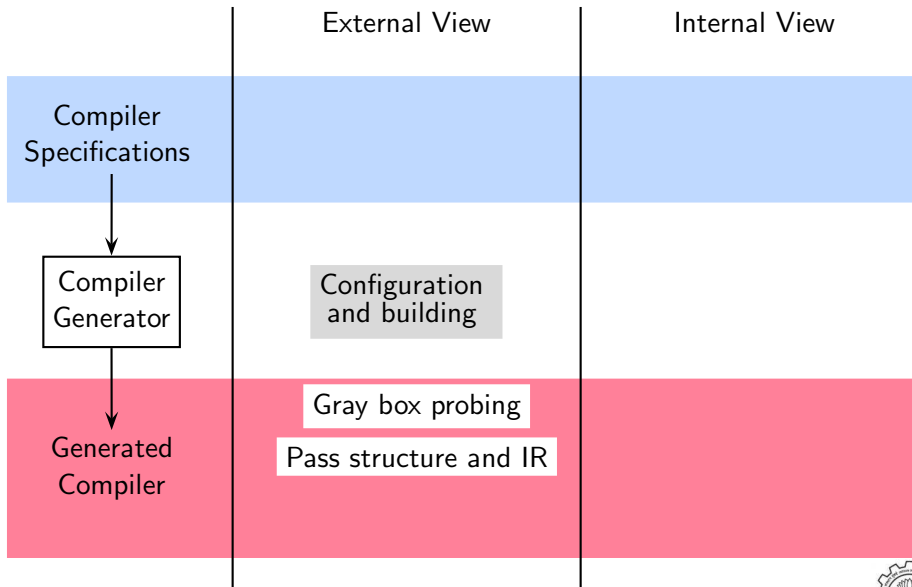 External View
Internal View
Compiler
Specifications
Compiler
Generator
Configuration
and building
Gray box probing
Pass structure and IR
Generated
Compiler